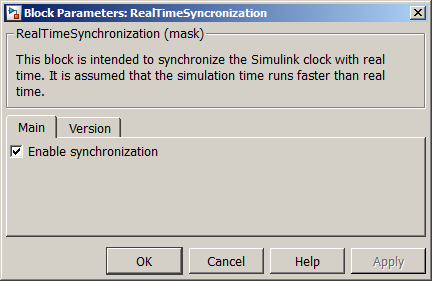 Block Parameters: RealTimeSyncronization
RealTimeSynchronization (mask)
This block is intended to synchronize the Simulink clock with real
time. It is assumed that the simulation time runs faster than real
time.
Main Version
Enable synchronization
OK Cancel Help Apply